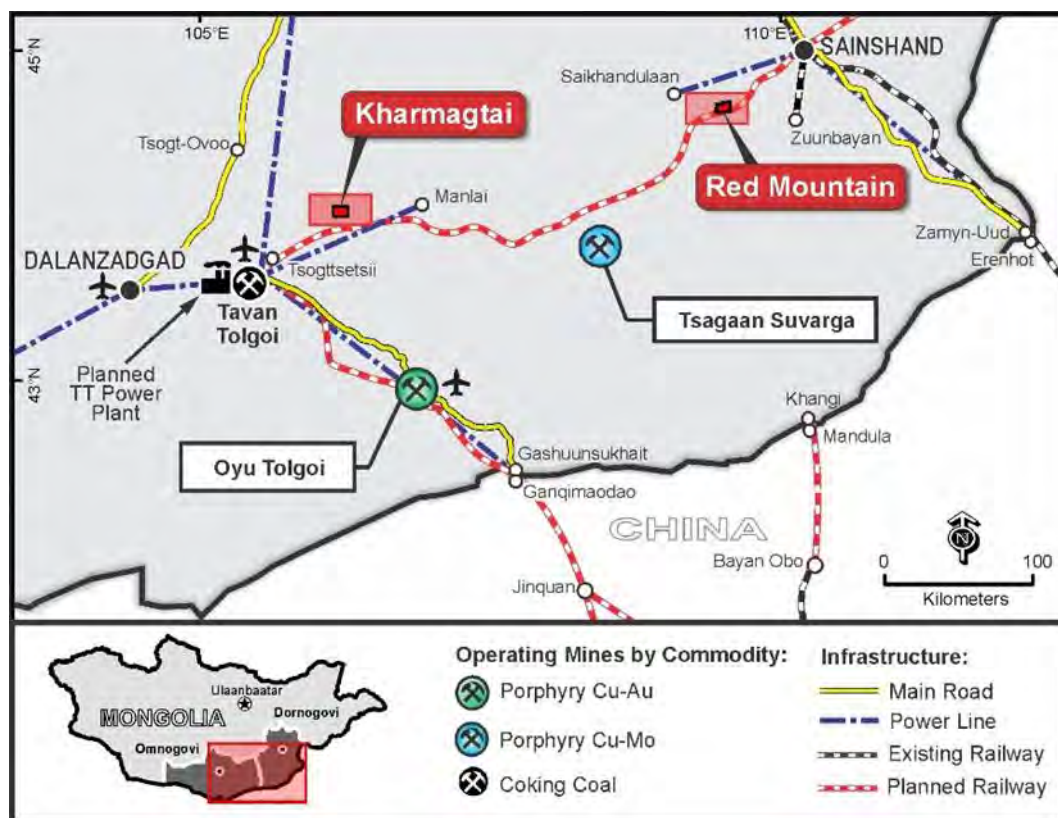 105°E
110°E
45°N
43°N
SAINSHAND
Saikhandulaan
Kharmagtai
Tsogt-Ovoo
Zuunbayan
Red Mountain
Manlai
Zamyn-Uud
Erenhot
DALANZADGAD
Tsogttsetsii
Tavan
Tolgoi
Tsagaan Suvarga
Planned
TT Power
Plant
Khangi
Mandula
Oyu Tolgoi
Gashuunsukhait
Ganqimaodao
CHINA
N
0 100
Kilometers
Bayan Obo
Jinquan
Operating Mines by Commodity:
Porphyry Cu-Au
Porphyry Cu-Mo
Coking Coal
Infrastructure:
Main Road
Power Line
Existing Railway
Planned Railway
Ulaanbaatar
MONGOLIA
Dornogovi
Omnogovi